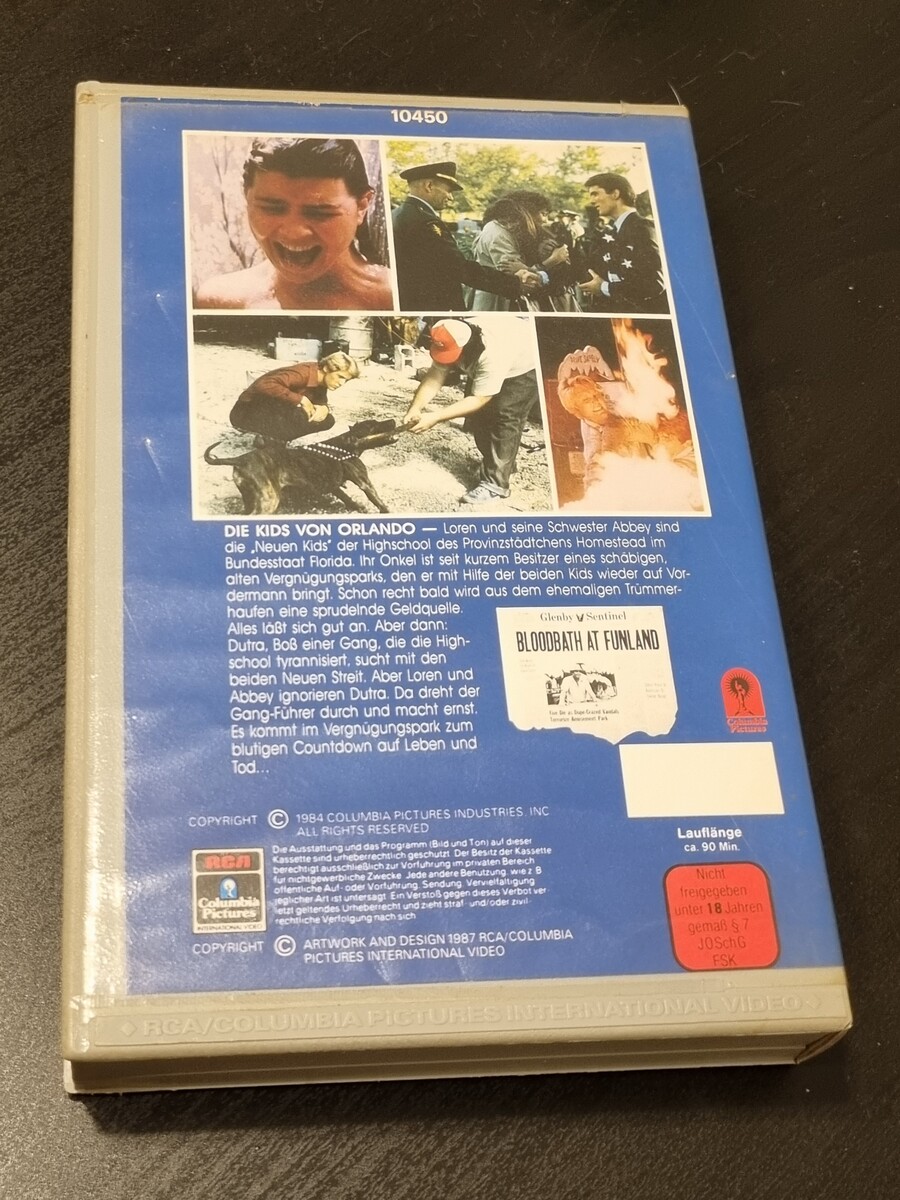 10450
DIE KIDS VON ORLANDO — Loren und seine Schwester Abbey sind
die „Neuen Kids" der Highschool des Provinzstädtchens Homestead im
Bundesstaat Florida. Ihr Onkel ist seit kurzem Besitzer eines schäbigen,
alten Vergnügungsparks, den er mit Hilfe der beiden Kids wieder auf Vor-
dermann bringt. Schon recht bald wird aus dem ehemaligen Trümmer-
haufen eine sprudelnde Geldquelle.
Alles läßt sich gut an. Aber dann:
Dutra, Boß einer Gang, die die High-
school tyrannisiert, sucht mit den
beiden Neuen Streit. Aber Loren und
Abbey ignorieren Dutra. Da dreht der
Gang-Führer durch und macht ernst.
Es kommt im Vergnügungspark zum
blutigen Countdown auf Leben und
Tod...
Glenby Sentinel
BLOODBATH AT FUNLAND
Five Die as Dope-Crazed Vandals
Terrorize Amusement Park
Columbia
Pictures
Lauflänge
ca. 90 Min.
COPYRIGHT © 1984 COLUMBIA PICTURES INDUSTRIES, INC.
ALL RIGHTS RESERVED
RCA
Columbia
Pictures
INTERNATIONAL VIDEO
Die Ausstattung und das Programm (Bild und Ton) auf dieser
Kassette sind urheberrechtlich geschützt. Der Besitz der Kassette
berechtigt ausschließlich zur Vorführung im privaten Bereich
für nichtgewerbliche Zwecke. Jede andere Benutzung, wie z. B.
öffentliche Auf- oder Vorführung, Sendung, Vervielfältigung
jeglicher Art ist untersagt. Ein Verstoß gegen dieses Verbot ver-
letzt geltendes Urheberrecht und zieht straf- und/oder zivil-
rechtliche Verfolgung nach sich.
COPYRIGHT © ARTWORK AND DESIGN 1987 RCA/COLUMBIA
PICTURES INTERNATIONAL VIDEO
Nicht
freigegeben
unter 18 Jahren
gemäß § 7
JÖSchG
FSK
RCA/COLUMBIA PICTURES INTERNATIONAL VIDEO